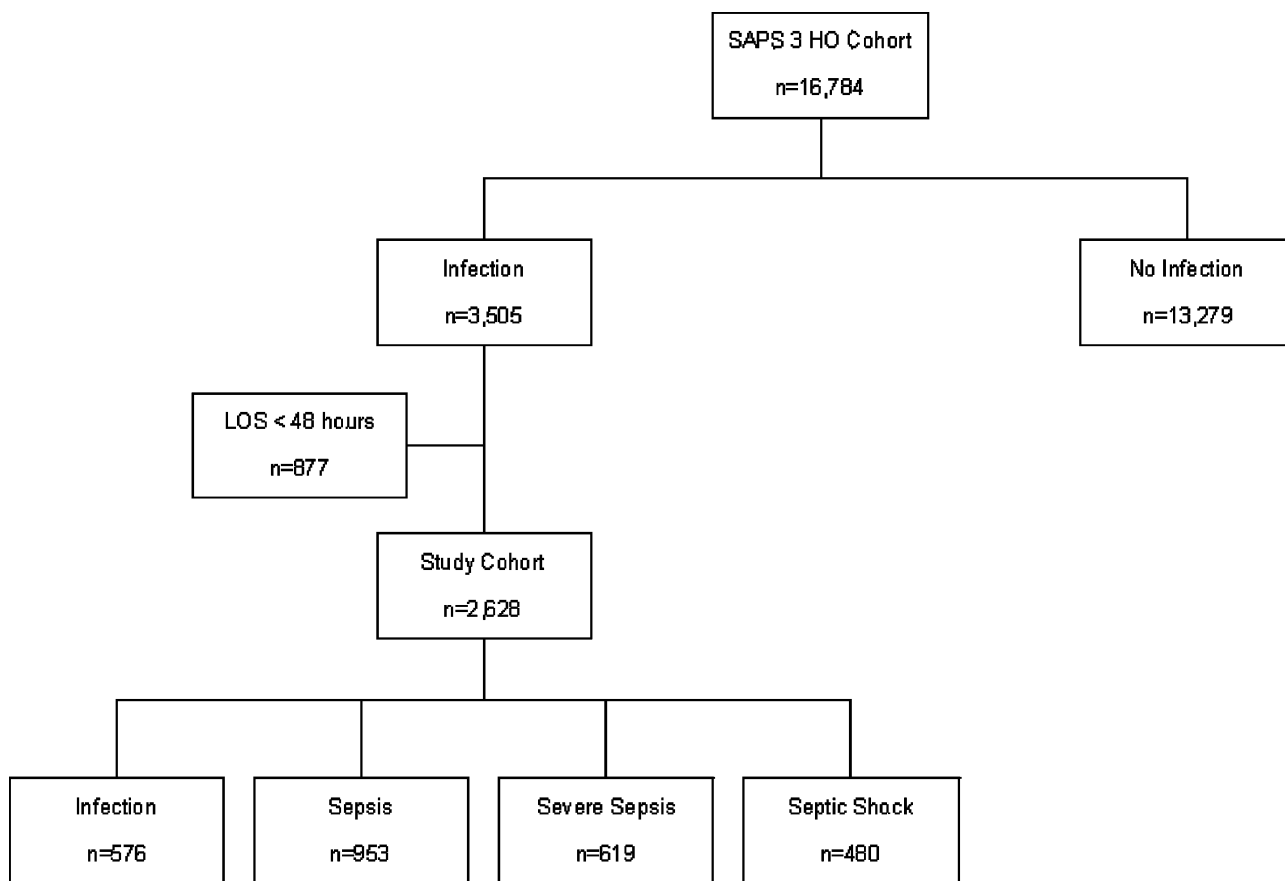 SAPS 3 HO Cohort
n=16,784
Infection
n=3,505
No Infection
n=13,279
LOS < 48 hours
n=877
Study Cohort
n=2,628
Infection
n=576
Sepsis
n=953
Severe Sepsis
n=619
Septic Shock
n=480